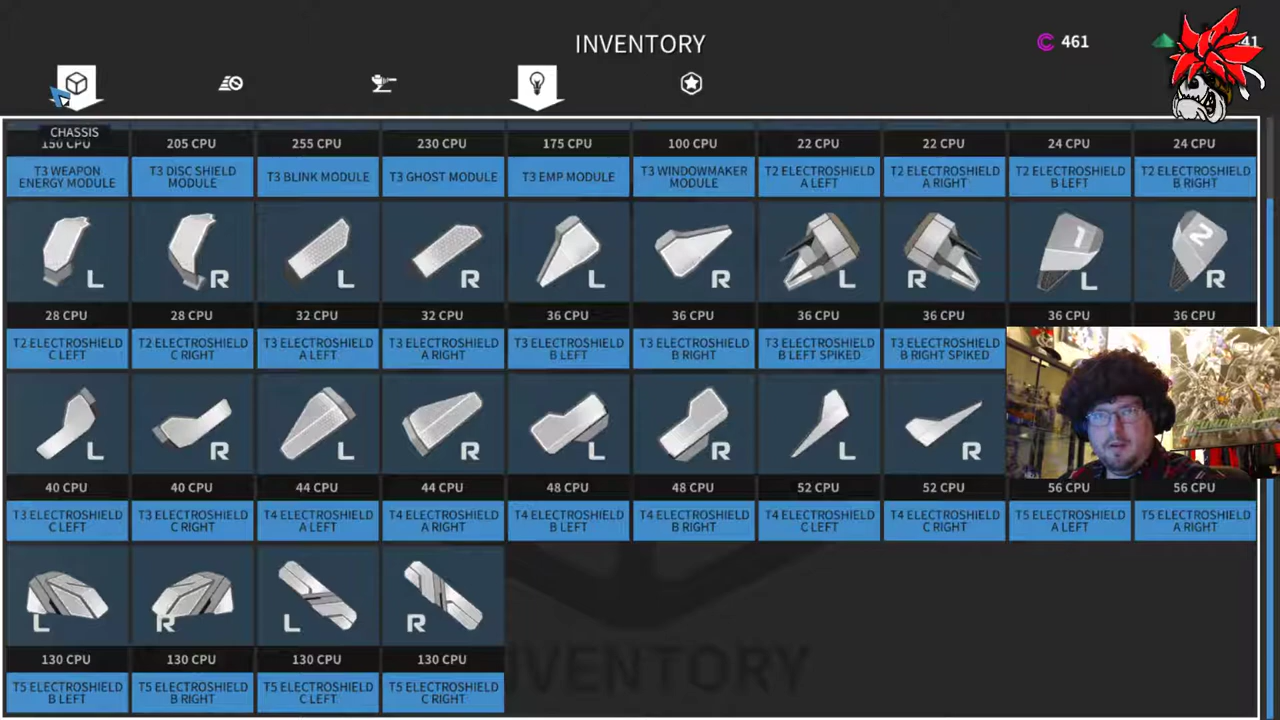 INVENTORY
461
41
CHASSIS
150 CPU 205 CPU 255 CPU 230 CPU 175 CPU 100 CPU 22 CPU 22 CPU 24 CPU 24 CPU
T3 WEAPON ENERGY MODULE T3 DISC SHIELD MODULE T3 BLINK MODULE T3 GHOST MODULE T3 EMP MODULE T3 WINDOWMAKER MODULE T2 ELECTROSHIELD A LEFT T2 ELECTROSHIELD A RIGHT T2 ELECTROSHIELD B LEFT T2 ELECTROSHIELD B RIGHT
L R L R L R L R 1 L 2 R
28 CPU 28 CPU 32 CPU 32 CPU 36 CPU 36 CPU 36 CPU 36 CPU 36 CPU 36 CPU
T2 ELECTROSHIELD C LEFT T2 ELECTROSHIELD C RIGHT T3 ELECTROSHIELD A LEFT T3 ELECTROSHIELD A RIGHT T3 ELECTROSHIELD B LEFT T3 ELECTROSHIELD B RIGHT T3 ELECTROSHIELD B LEFT SPIKED T3 ELECTROSHIELD B RIGHT SPIKED
L R L R L R L R
40 CPU 40 CPU 44 CPU 44 CPU 48 CPU 48 CPU 52 CPU 52 CPU 56 CPU 56 CPU
T3 ELECTROSHIELD C LEFT T3 ELECTROSHIELD C RIGHT T4 ELECTROSHIELD A LEFT T4 ELECTROSHIELD A RIGHT T4 ELECTROSHIELD B LEFT T4 ELECTROSHIELD B RIGHT T4 ELECTROSHIELD C LEFT T4 ELECTROSHIELD C RIGHT T5 ELECTROSHIELD A LEFT T5 ELECTROSHIELD A RIGHT
L R L R
130 CPU 130 CPU 130 CPU 130 CPU
T5 ELECTROSHIELD B LEFT T5 ELECTROSHIELD B RIGHT T5 ELECTROSHIELD C LEFT T5 ELECTROSHIELD C RIGHT
INVENTORY